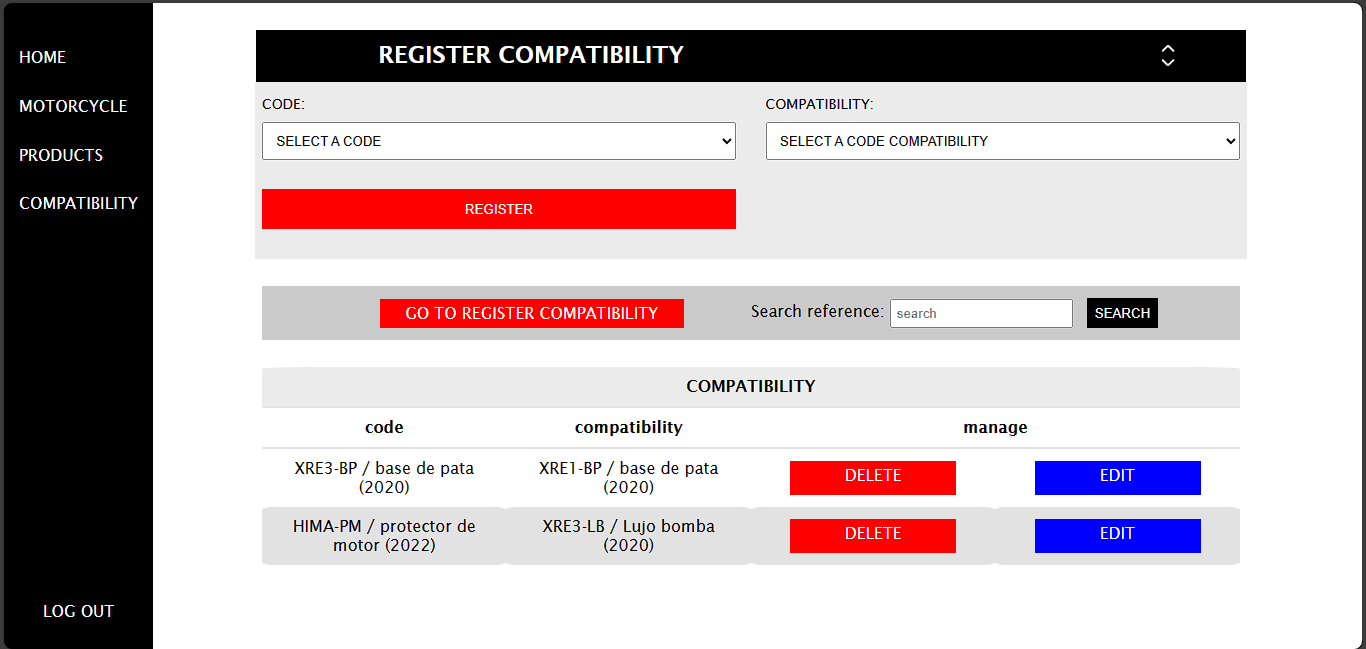 HOME
MOTORCYCLE
PRODUCTS
COMPATIBILITY
LOG OUT
REGISTER COMPATIBILITY
CODE:
COMPATIBILITY:
SELECT A CODE
SELECT A CODE COMPATIBILITY
REGISTER
GO TO REGISTER COMPATIBILITY
Search reference:
search
SEARCH
COMPATIBILITY
code
compatibility
manage
XRE3-BP / base de pata
(2020)
XRE1-BP / base de pata
(2020)
DELETE
EDIT
HIMA-PM / protector de
motor (2022)
XRE3-LB / Lujo bomba
(2020)
DELETE
EDIT